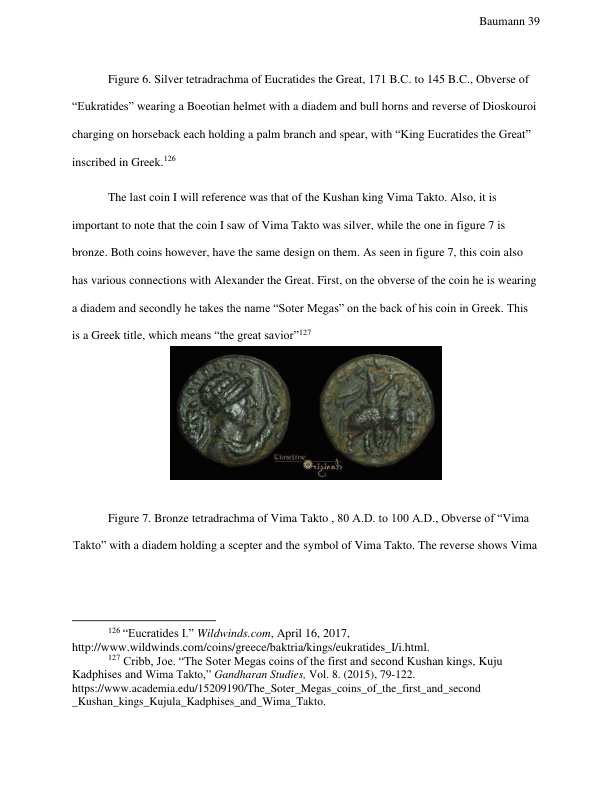 Baumann 39
Figure 6. Silver tetradrachma of Eucratides the Great, 171 B.C. to 145 B.C., Obverse of
“Eukratides” wearing a Boeotian helmet with a diadem and bull horns and reverse of Dioskouroi
charging on horseback each holding a palm branch and spear, with “King Eucratides the Great”
inscribed in Greek.126
The last coin I will reference was that of the Kushan king Vima Takto. Also, it is
important to note that the coin I saw of Vima Takto was silver, while the one in figure 7 is
bronze. Both coins however, have the same design on them. As seen in figure 7, this coin also
has various connections with Alexander the Great. First, on the obverse of the coin he is wearing
a diadem and secondly he takes the name “Soter Megas” on the back of his coin in Greek. This
is a Greek title, which means “the great savior”127
Timeline
Originals
Figure 7. Bronze tetradrachma of Vima Takto , 80 A.D. to 100 A.D., Obverse of “Vima
Takto” with a diadem holding a scepter and the symbol of Vima Takto. The reverse shows Vima
126 “Eucratides I.” Wildwinds.com, April 16, 2017,
http://www.wildwinds.com/coins/greece/baktria/kings/eukratides_I/i.html.
127 Cribb, Joe. “The Soter Megas coins of the first and second Kushan kings, Kuju
Kadphises and Wima Takto,” Gandharan Studies, Vol. 8. (2015), 79-122.
https://www.academia.edu/15209190/The_Soter_Megas_coins_of_the_first_and_second
_Kushan_kings_Kujula_Kadphises_and_Wima_Takto.